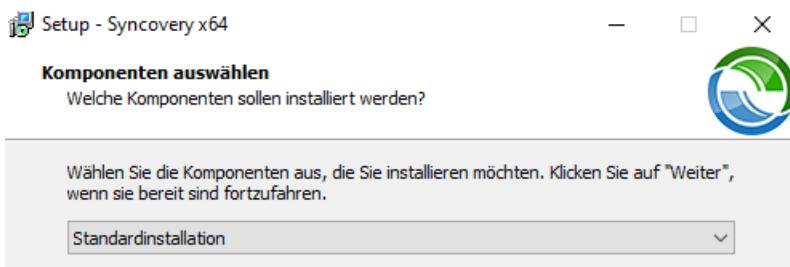 Setup - Syncovery x64
Komponenten auswählen
Welche Komponenten sollen installiert werden?
Wählen Sie die Komponenten aus, die Sie installieren möchten. Klicken Sie auf "Weiter",
wenn sie bereit sind fortzufahren.
Standardinstallation